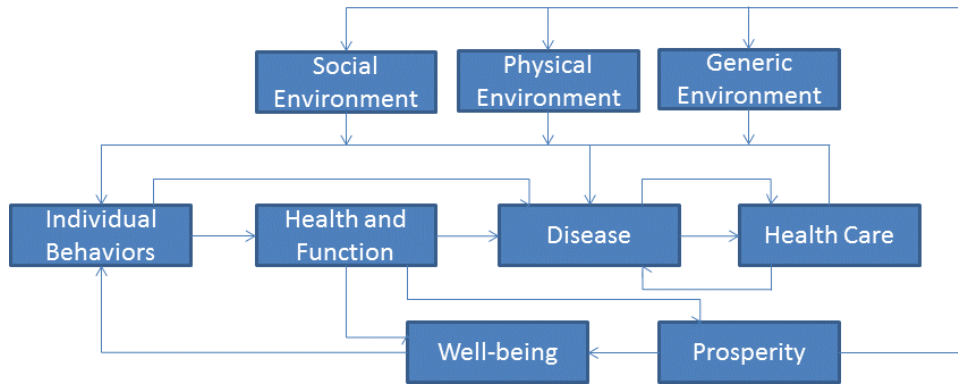 Social
Environment
Physical
Environment
Generic
Environment
Individual
Behaviors
Health and
Function
Disease
Health Care
Well-being
Prosperity